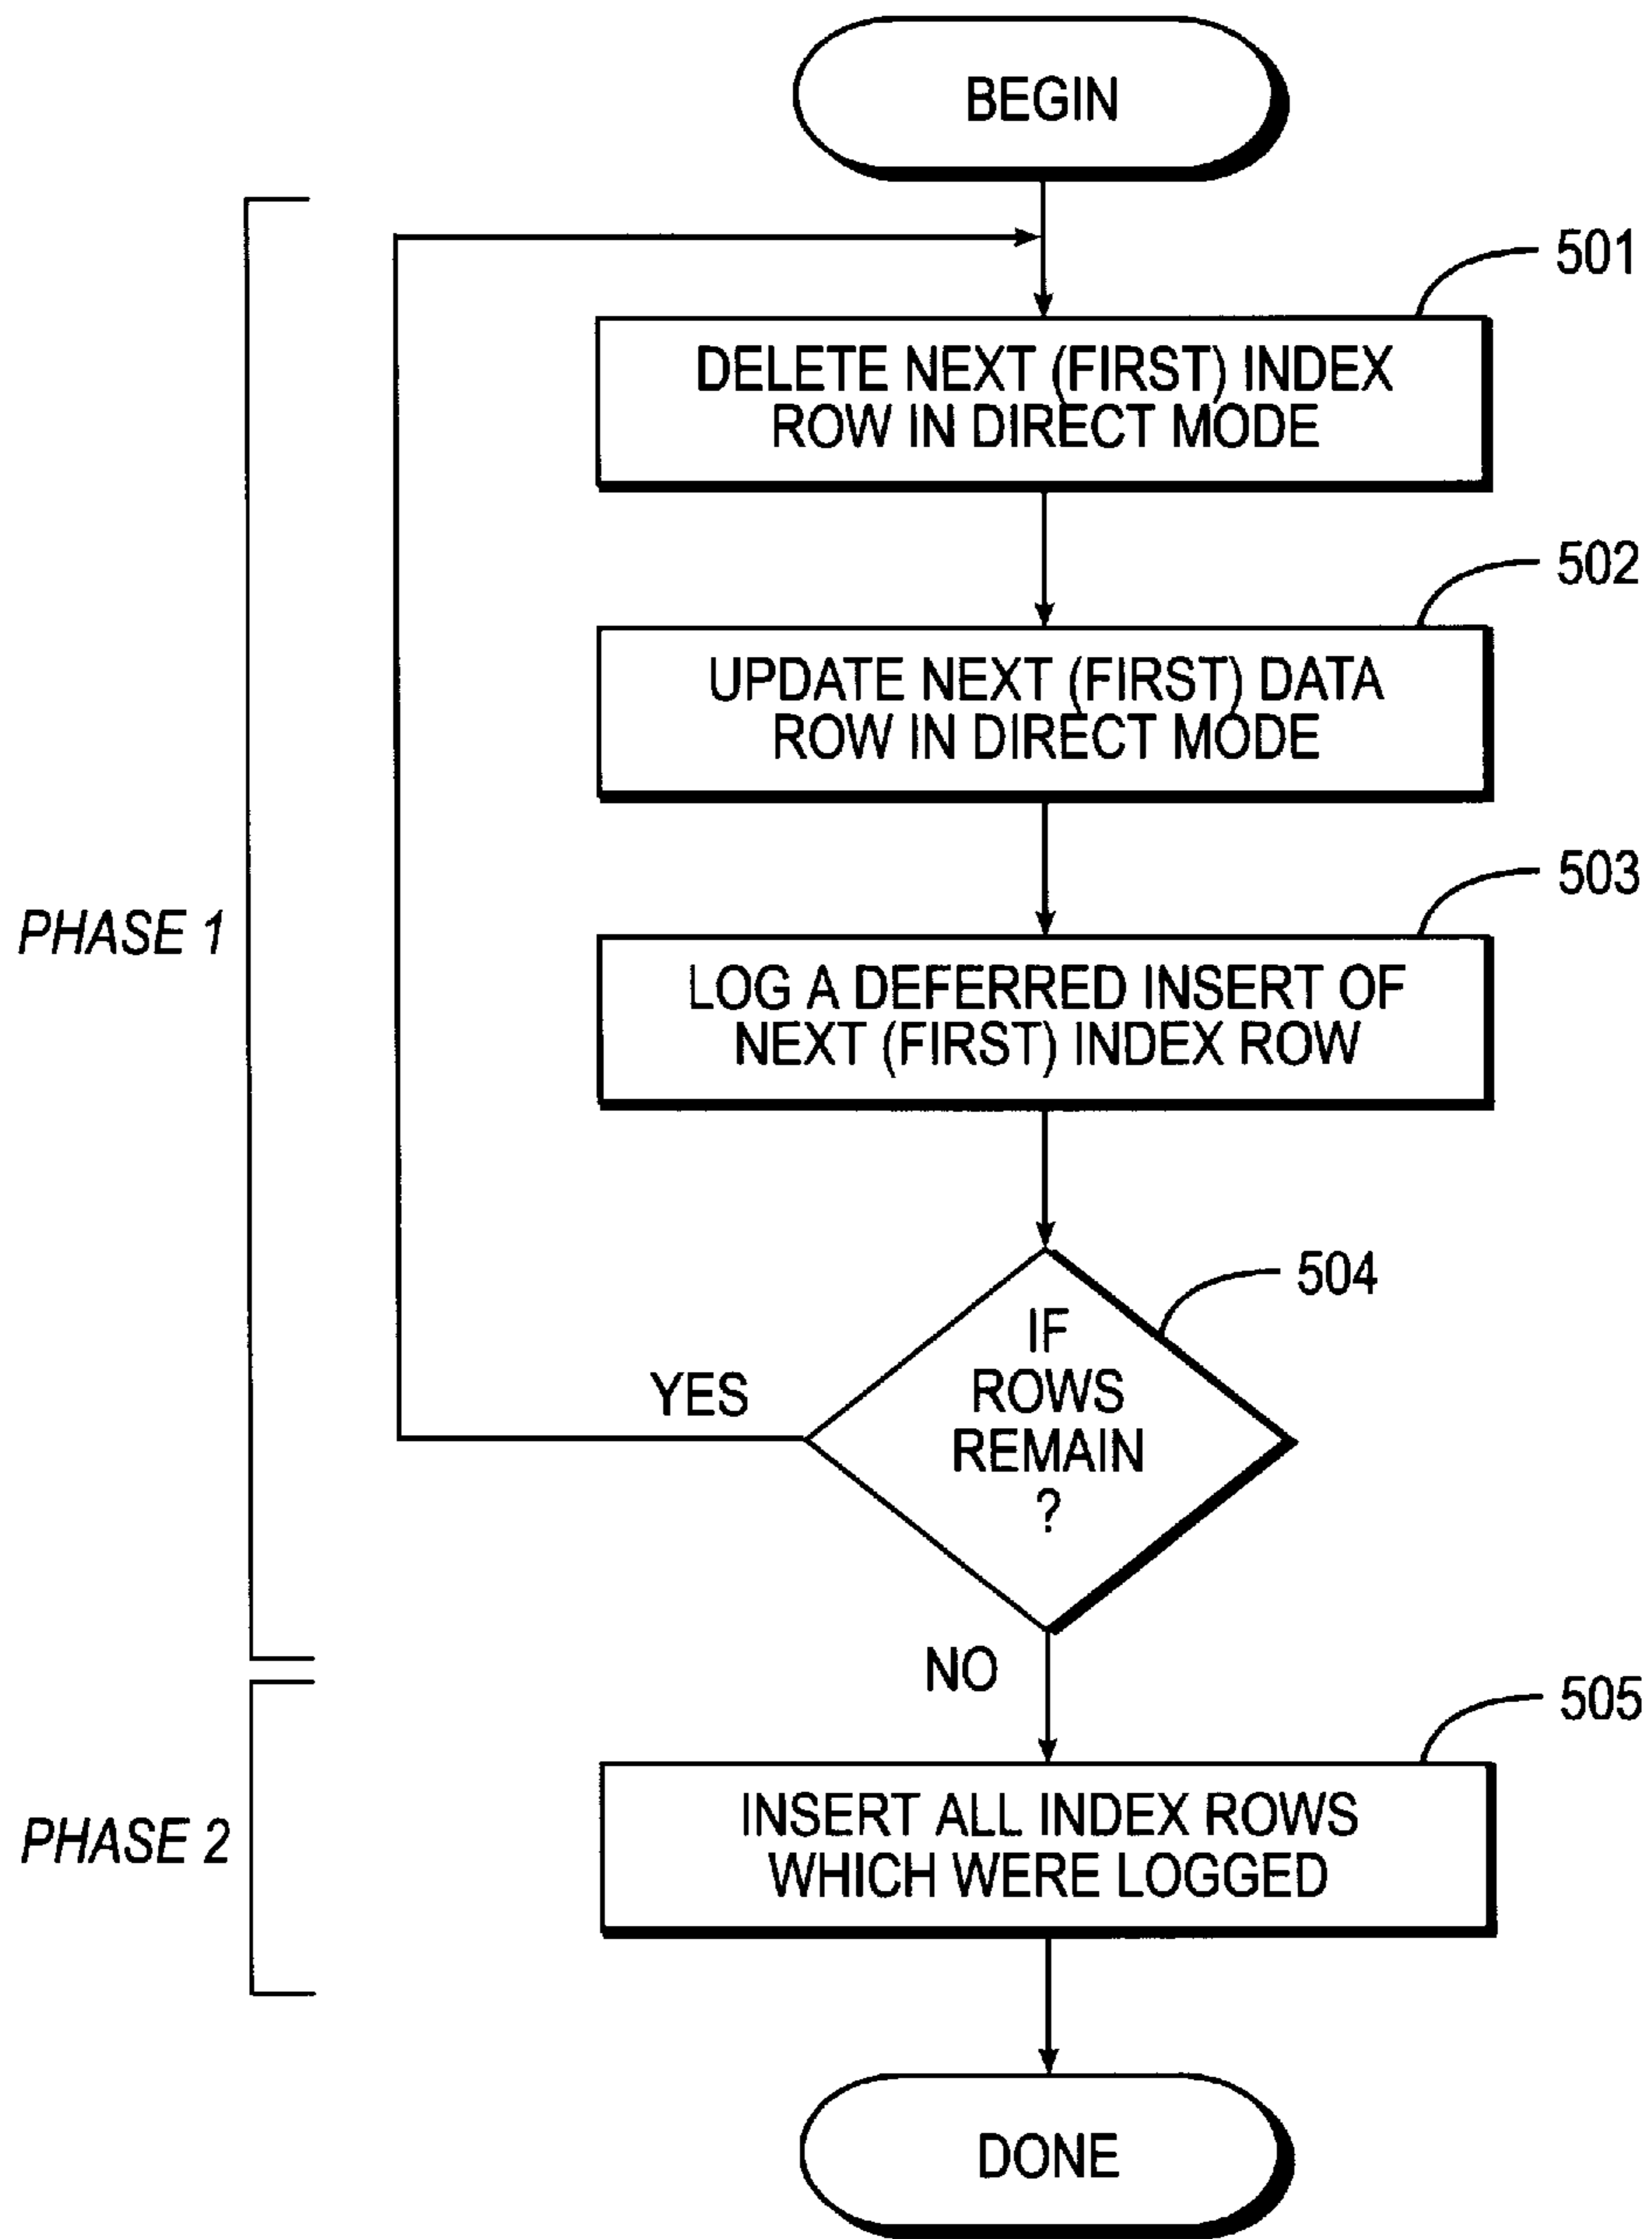 BEGIN
501
DELETE NEXT (FIRST) INDEX
ROW IN DIRECT MODE
502
UPDATE NEXT (FIRST) DATA
ROW IN DIRECT MODE
503
PHASE 1
LOG A DEFERRED INSERT OF
NEXT (FIRST) INDEX ROW
504
IF
ROWS
REMAIN
?
YES
NO
505
PHASE 2
INSERT ALL INDEX ROWS
WHICH WERE LOGGED
DONE